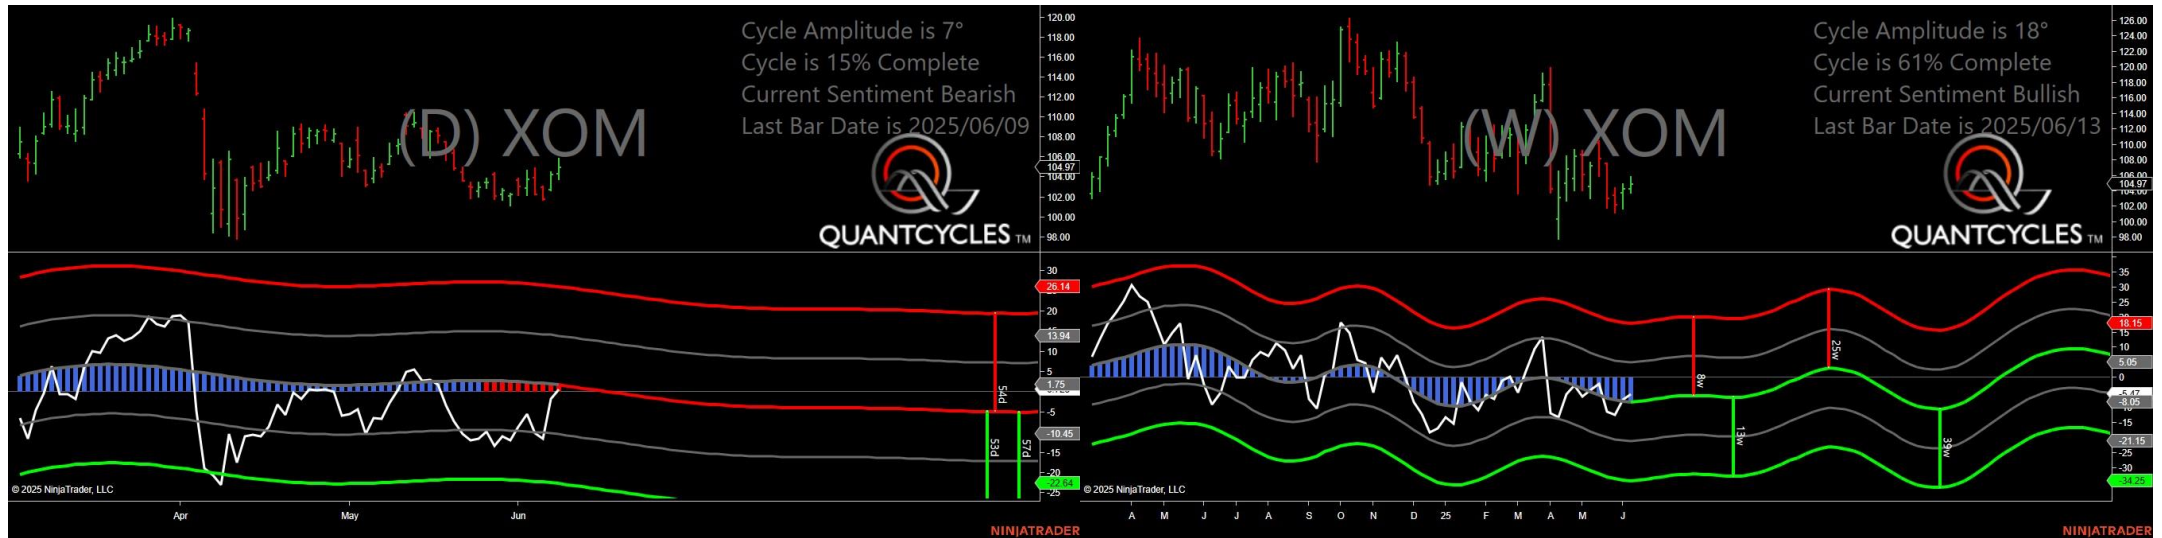 Cycle Amplitude is 7°
Cycle is 15% Complete
Current Sentiment Bearish
Last Bar Date is 2025/06/09
(D) XOM
QUANTCYCLES TM
120.00
118.00
116.00
114.00
112.00
110.00
108.00
106.00
104.97
102.00
100.00
98.00
30
26.14
20
13.94
10
5
1.75
-5
-10.45
-15
-20
-22.64
-25
54d
53d
57d
© 2025 NinjaTrader, LLC
Apr
May
Jun
NINJATRADER
Cycle Amplitude is 18°
Cycle is 61% Complete
Current Sentiment Bullish
Last Bar Date is 2025/06/13
(W) XOM
QUANTCYCLES TM
126.00
124.00
122.00
120.00
118.00
116.00
114.00
112.00
110.00
108.00
106.00
104.97
102.00
100.00
98.00
35
30
25
18.15
10
5.05
0
-5.47
-8.05
-15
-21.15
-25
-30
-34.25
8w
25w
13w
39w
© 2025 NinjaTrader, LLC
A M J J A S O N D 25 F M A M J
NINJATRADER